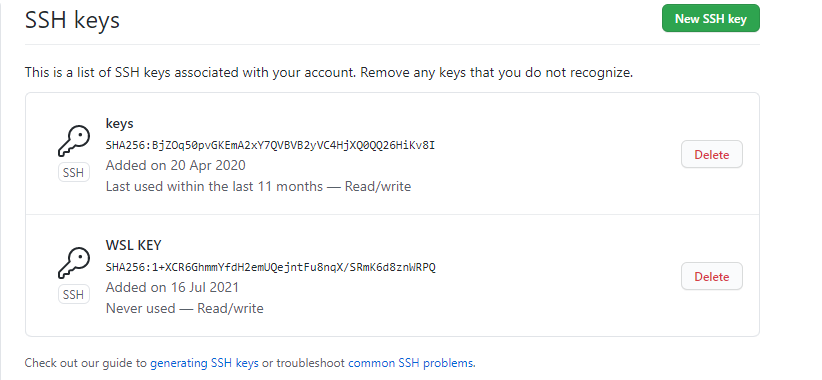 SSH keys
New SSH key
This is a list of SSH keys associated with your account. Remove any keys that you do not recognize.
keys
SHA256:BjZOq50pvGKEmA2xY7QVBVB2yVC4HjXQ0QQ26HiKv8I
Added on 20 Apr 2020
Last used within the last 11 months — Read/write
SSH
Delete
WSL KEY
SHA256:1+XCR6GhmmYfdH2emUQejntFu8nqX/SRmK6d8znWRPQ
Added on 16 Jul 2021
Never used — Read/write
SSH
Delete
Check out our guide to generating SSH keys or troubleshoot common SSH problems.